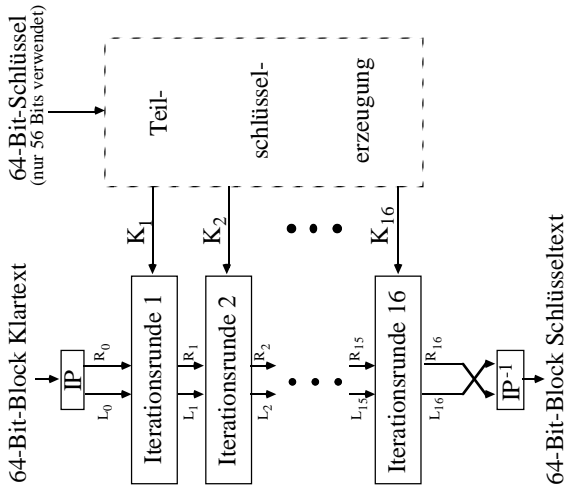 64-Bit-Block Klartext
64-Bit-Schlüssel
(nur 56 Bits verwendet)
IP
L0
R0
Iterationsrunde 1
K1
Teil-
L1
R1
Iterationsrunde 2
K2
schlüssel-
L2
R2
erzeugung
L15
R15
Iterationsrunde 16
K16
L16
R16
IP-1
64-Bit-Block Schlüsseltext